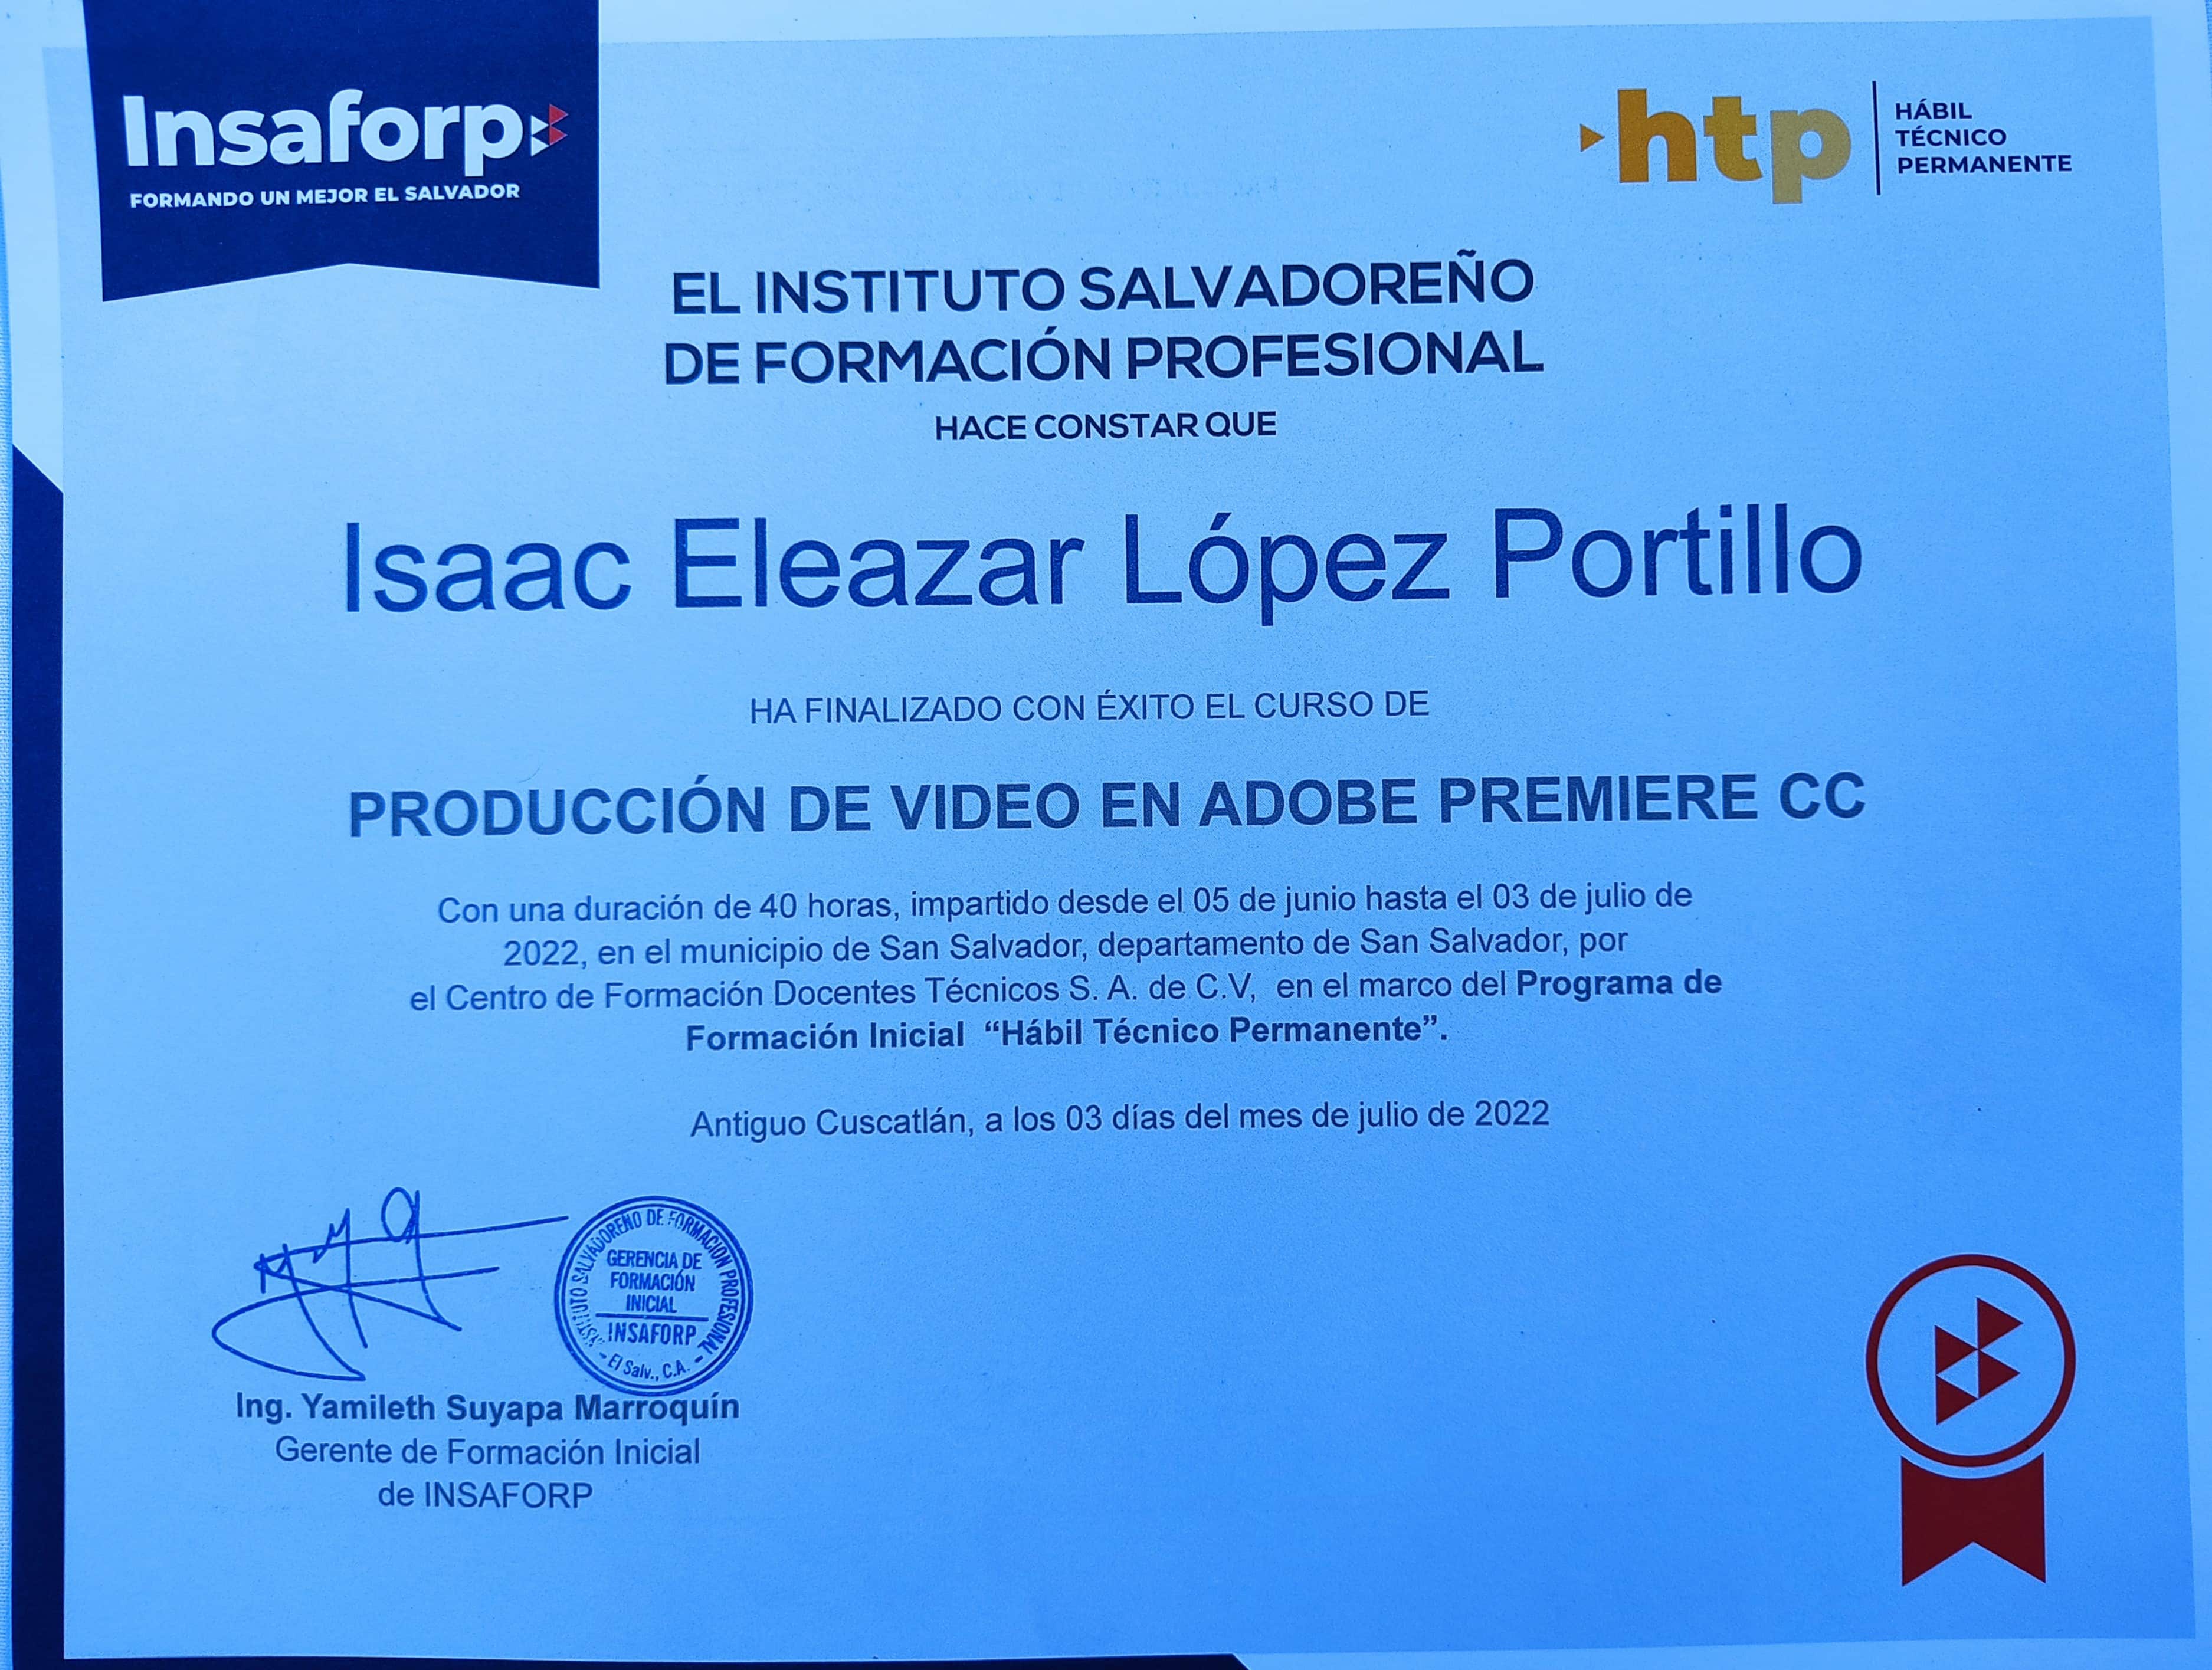 Insaforp
FORMANDO UN MEJOR EL SALVADOR
htp
HÁBIL
TÉCNICO
PERMANENTE
EL INSTITUTO SALVADOREÑO
DE FORMACIÓN PROFESIONAL
HACE CONSTAR QUE
Isaac Eleazar López Portillo
HA FINALIZADO CON ÉXITO EL CURSO DE
PRODUCCIÓN DE VIDEO EN ADOBE PREMIERE CC
Con una duración de 40 horas, impartido desde el 05 de junio hasta el 03 de julio de
2022, en el municipio de San Salvador, departamento de San Salvador, por
el Centro de Formación Docentes Técnicos S. A. de C.V, en el marco del Programa de
Formación Inicial “Hábil Técnico Permanente”.
Antiguo Cuscatlán, a los 03 días del mes de julio de 2022
SALVADOREÑO DE FORMACION PROFESIONAL
GERENCIA DE
FORMACIÓN
INICIAL
INSAFORP
- El Salv., C.A. -
Ing. Yamileth Suyapa Marroquín
Gerente de Formación Inicial
de INSAFORP